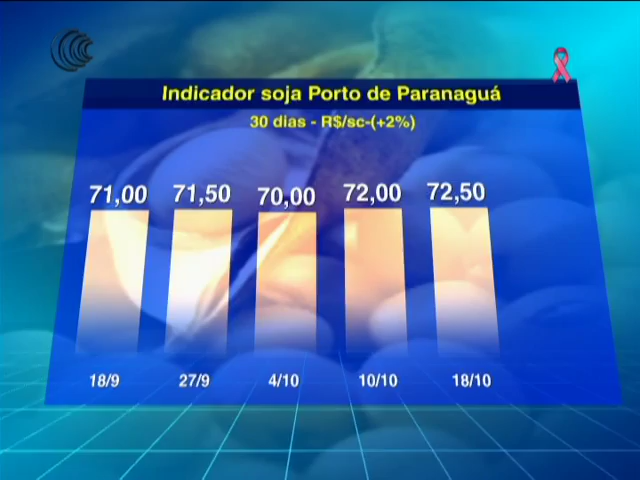 Indicador soja Porto de Paranaguá
30 dias - R$/sc-(+2%)
71,00 71,50 70,00 72,00 72,50
18/9 27/9 4/10 10/10 18/10